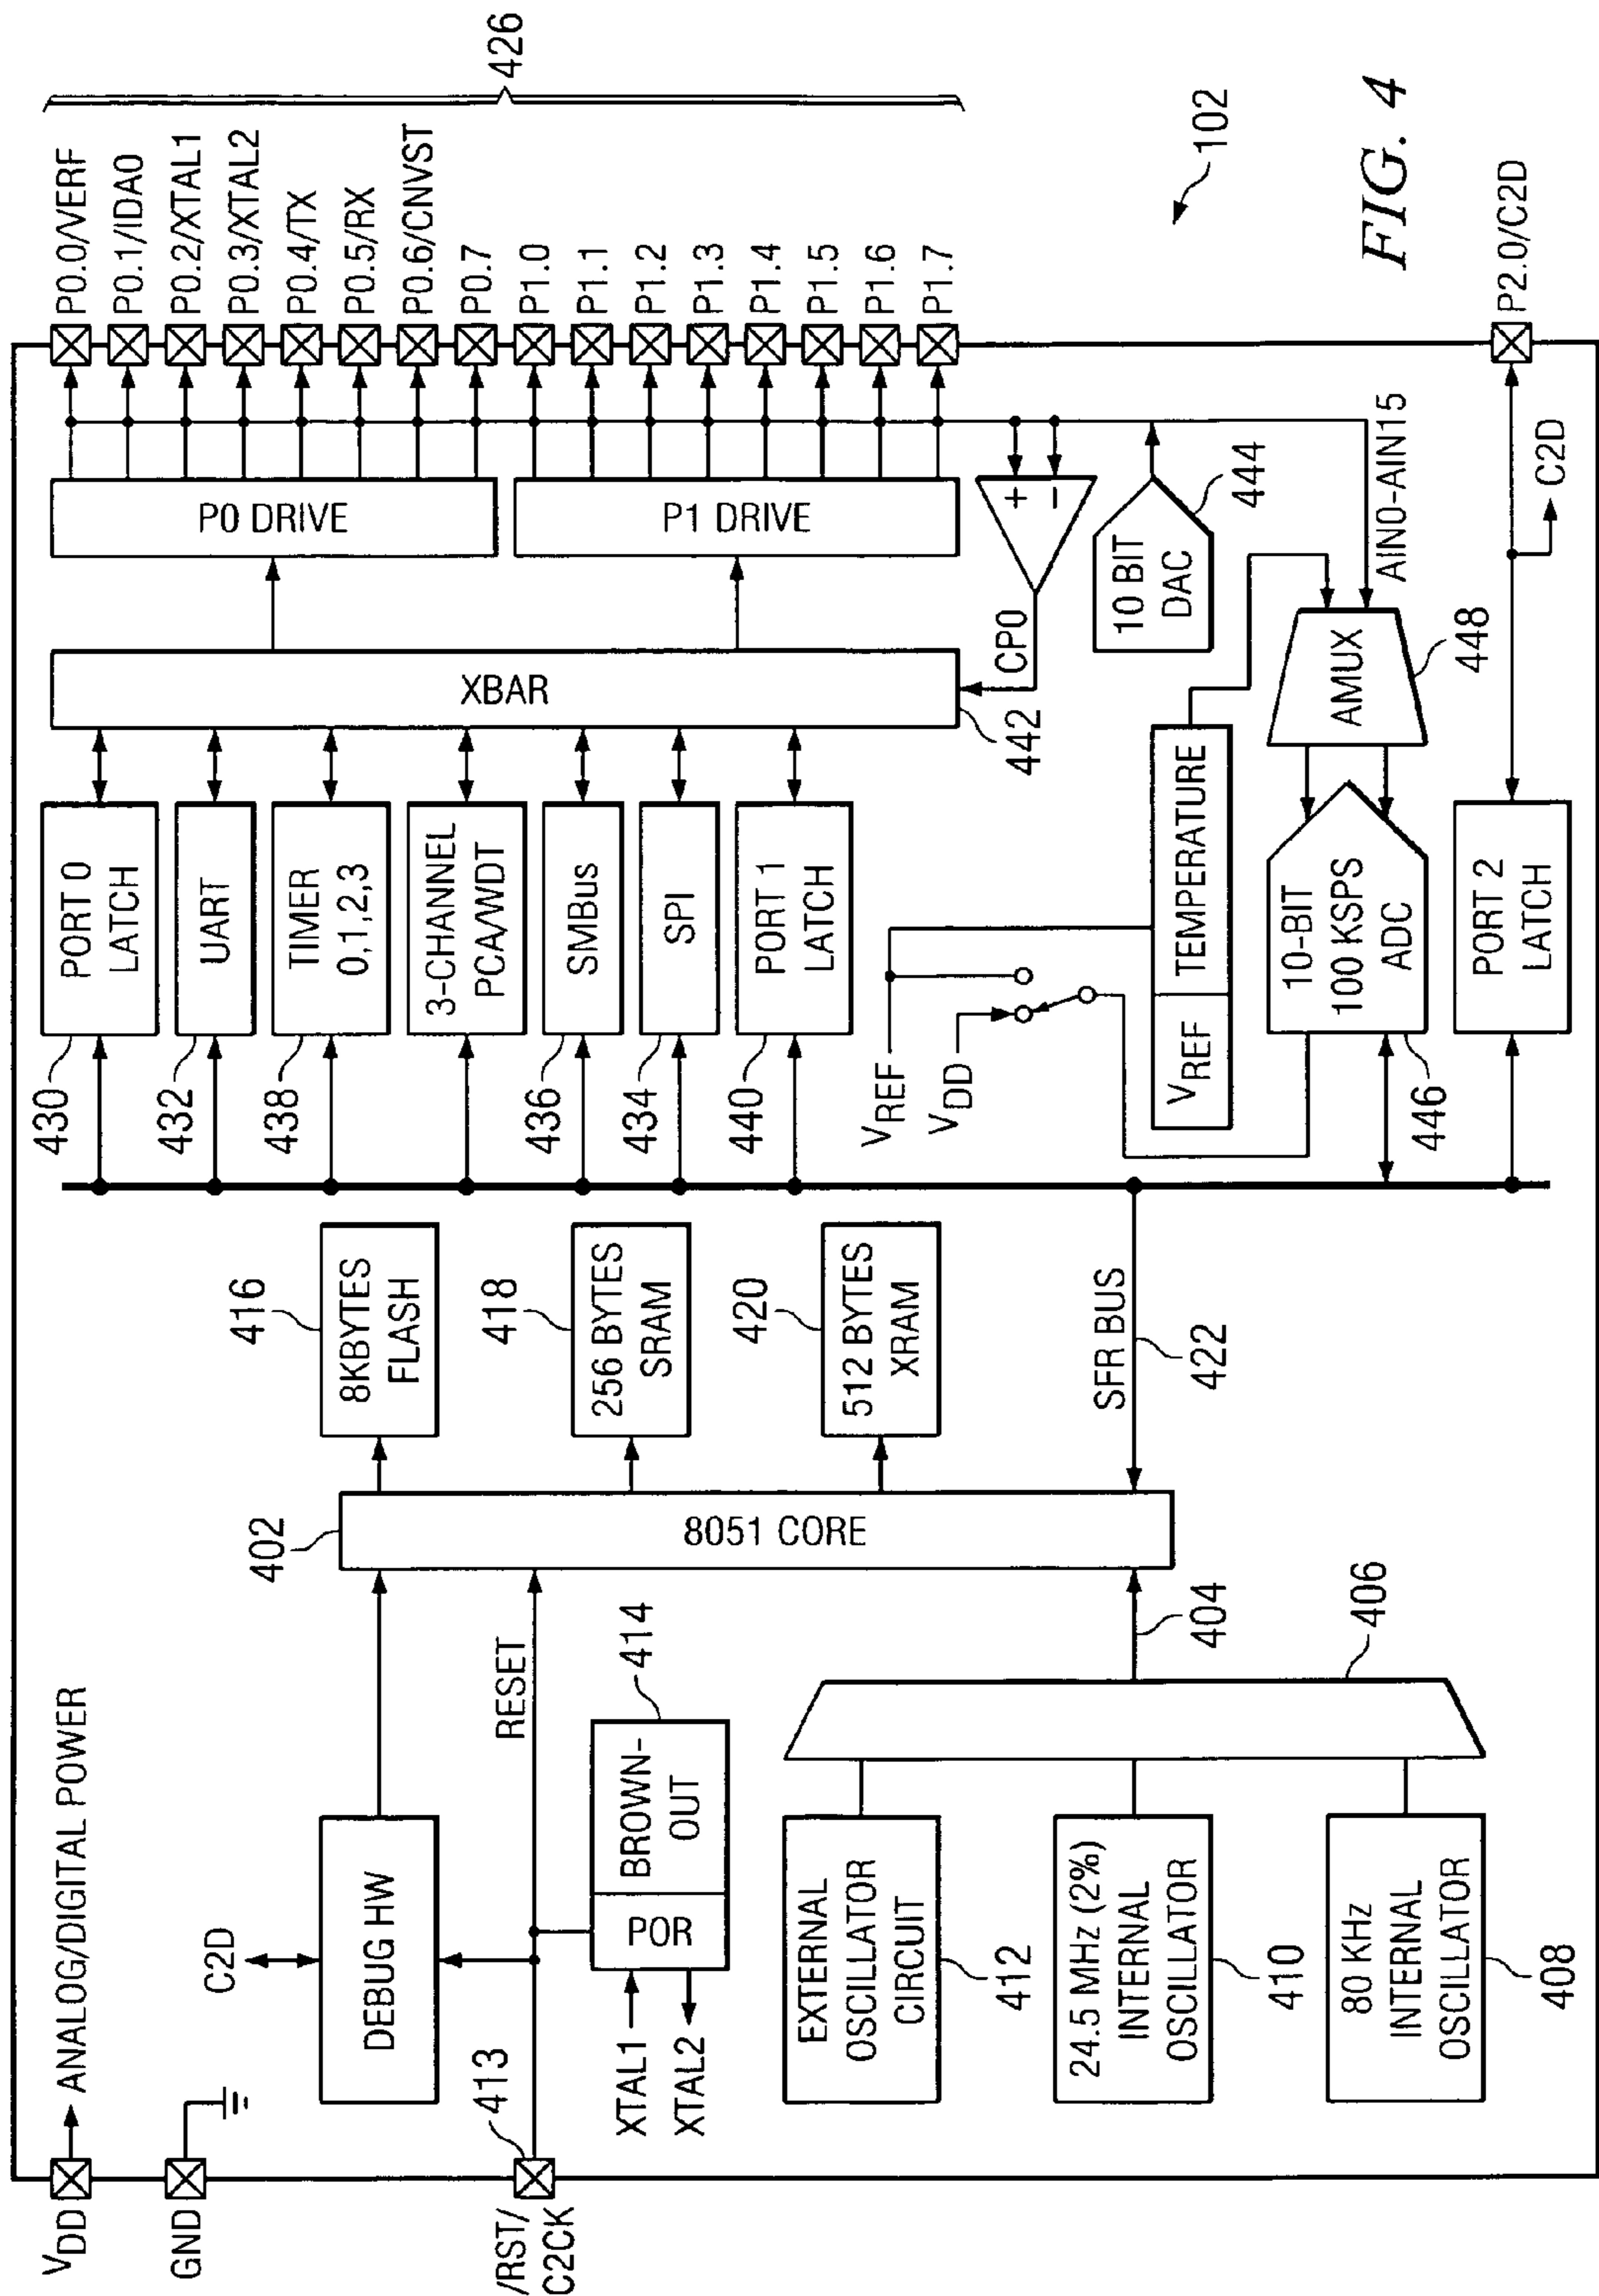 V_DD
ANALOG/DIGITAL POWER
GND
/RST/
C2CK
413
C2D
DEBUG HW
RESET
XTAL1
XTAL2
POR
BROWN-
OUT
414
EXTERNAL
OSCILLATOR
CIRCUIT
412
24.5 MHz (2%)
INTERNAL
OSCILLATOR
410
80 KHz
INTERNAL
OSCILLATOR
408
406
404
402
8051 CORE
416
8KBYTES
FLASH
418
256 BYTES
SRAM
420
512 BYTES
XRAM
SFR BUS
422
430
PORT 0
LATCH
432
UART
438
TIMER
0,1,2,3
3-CHANNEL
PCA/WDT
436
SMBus
434
SPI
440
PORT 1
LATCH
V_REF
V_DD
V_REF
TEMPERATURE
10-BIT
100 KSPS
ADC
446
PORT 2
LATCH
XBAR
442
CP0
+
-
10 BIT
DAC
444
AMUX
448
AIN0-AIN15
P0 DRIVE
P1 DRIVE
P0.0/VERF
P0.1/IDA0
P0.2/XTAL1
P0.3/XTAL2
P0.4/TX
P0.5/RX
P0.6/CNVST
P0.7
P1.0
P1.1
P1.2
P1.3
P1.4
P1.5
P1.6
P1.7
426
C2D
P2.0/C2D
102
FIG. 4